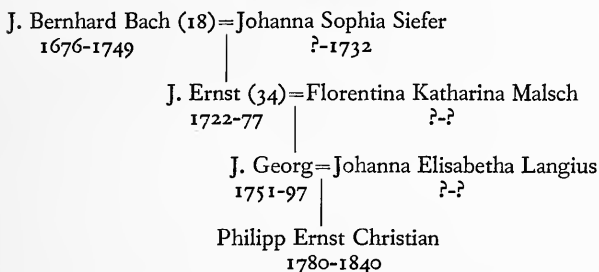 J. Bernhard Bach (18)=Johanna Sophia Siefer
1676-1749 ?-1732
J. Ernst (34)=Florentina Katharina Malsch
1722-77 ?-?
J. Georg=Johanna Elisabetha Langius
1751-97 ?-?
Philipp Ernst Christian
1780-1840